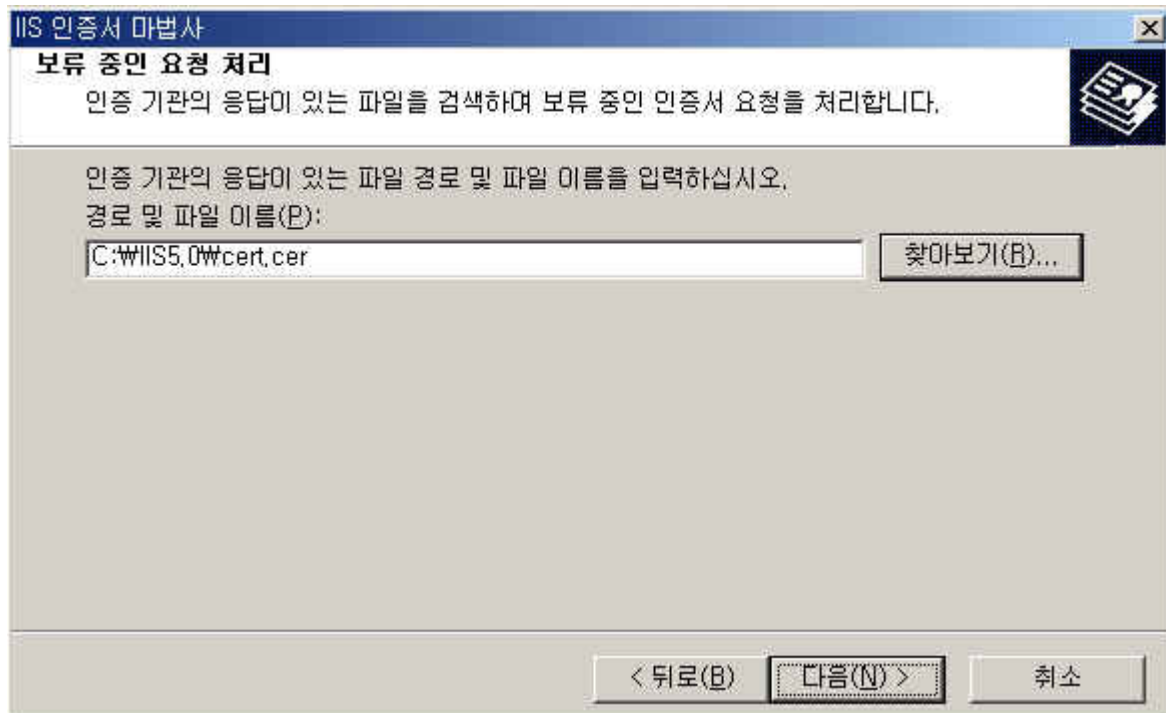 IIS 인증서 마법사
보류 중인 요청 처리
인증 기관의 응답이 있는 파일을 검색하며 보류 중인 인증서 요청을 처리합니다.
인증 기관의 응답이 있는 파일 경로 및 파일 이름을 입력하십시오.
경로 및 파일 이름(P):
C:₩IIS5.0₩cert.cer
찾아보기(R)...
< 뒤로(B)
다음(N) >
취소